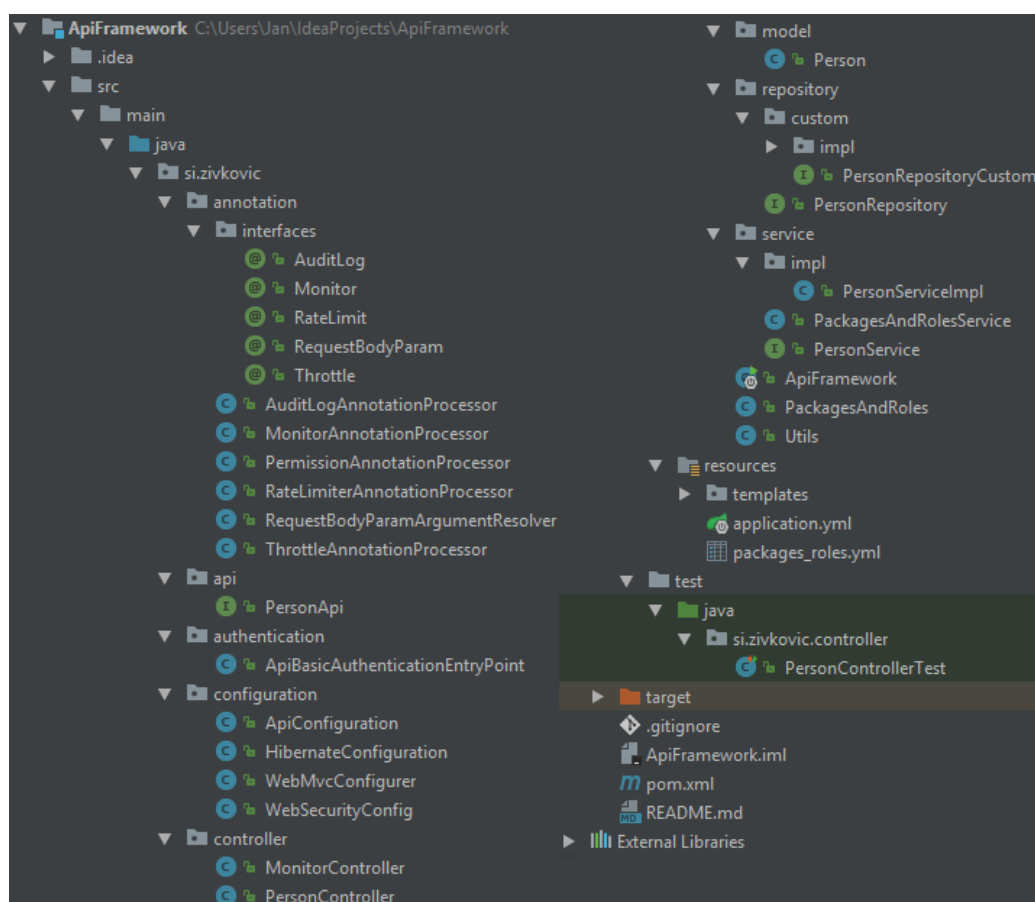 ApiFramework C:\Users\Jan\IdeaProjects\ApiFramework
.idea
src
main
java
si.zivkovic
annotation
interfaces
AuditLog
Monitor
RateLimit
RequestBodyParam
Throttle
AuditLogAnnotationProcessor
MonitorAnnotationProcessor
PermissionAnnotationProcessor
RateLimiterAnnotationProcessor
RequestBodyParamArgumentResolver
ThrottleAnnotationProcessor
api
PersonApi
authentication
ApiBasicAuthenticationEntryPoint
configuration
ApiConfiguration
HibernateConfiguration
WebMvcConfigurer
WebSecurityConfig
controller
MonitorController
PersonController
model
Person
repository
custom
impl
PersonRepositoryCustom
PersonRepository
service
impl
PersonServiceImpl
PackagesAndRolesService
PersonService
ApiFramework
PackagesAndRoles
Utils
resources
templates
application.yml
packages_roles.yml
test
java
si.zivkovic.controller
PersonControllerTest
target
.gitignore
ApiFramework.iml
pom.xml
README.md
External Libraries